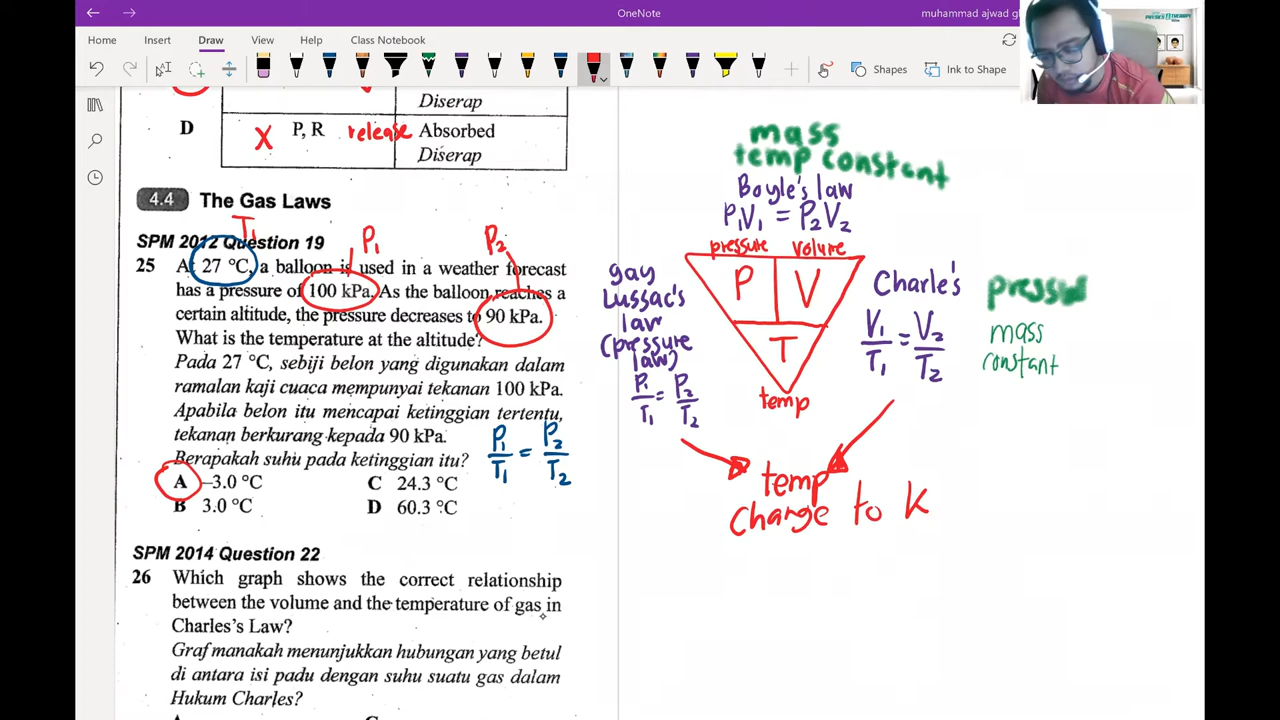 OneNote
muhammad ajwad
Home Insert Draw View Help Class Notebook
Shapes
Ink to Share
Diserap
D
X P, R release Absorbed
Diserap
4.4 The Gas Laws
T1
SPM 2012 Question 19
P1
P2
25 At 27 °C, a balloon is used in a weather forecast
has a pressure of 100 kPa. As the balloon reaches a
certain altitude, the pressure decreases to 90 kPa.
What is the temperature at the altitude?
Pada 27 °C, sebiji belon yang digunakan dalam
ramalan kaji cuaca mempunyai tekanan 100 kPa.
Apabila belon itu mencapai ketinggian tertentu,
tekanan berkurang kepada 90 kPa.
Berapakah suhu pada ketinggian itu?
P1/T1 = P2/T2
A –3.0 °C C 24.3 °C
B 3.0 °C D 60.3 °C
SPM 2014 Question 22
26 Which graph shows the correct relationship
between the volume and the temperature of gas in
Charles's Law?
Graf manakah menunjukkan hubungan yang betul
di antara isi padu dengan suhu suatu gas dalam
Hukum Charles?
mass
temp constant
Boyle's law
P1V1 = P2V2
pressure volume
P V
T
temp
gay
Lussac's
law
(pressure
law)
P1/T1 = P2/T2
Charle's
V1/T1 = V2/T2
mass
constant
temp
change to K